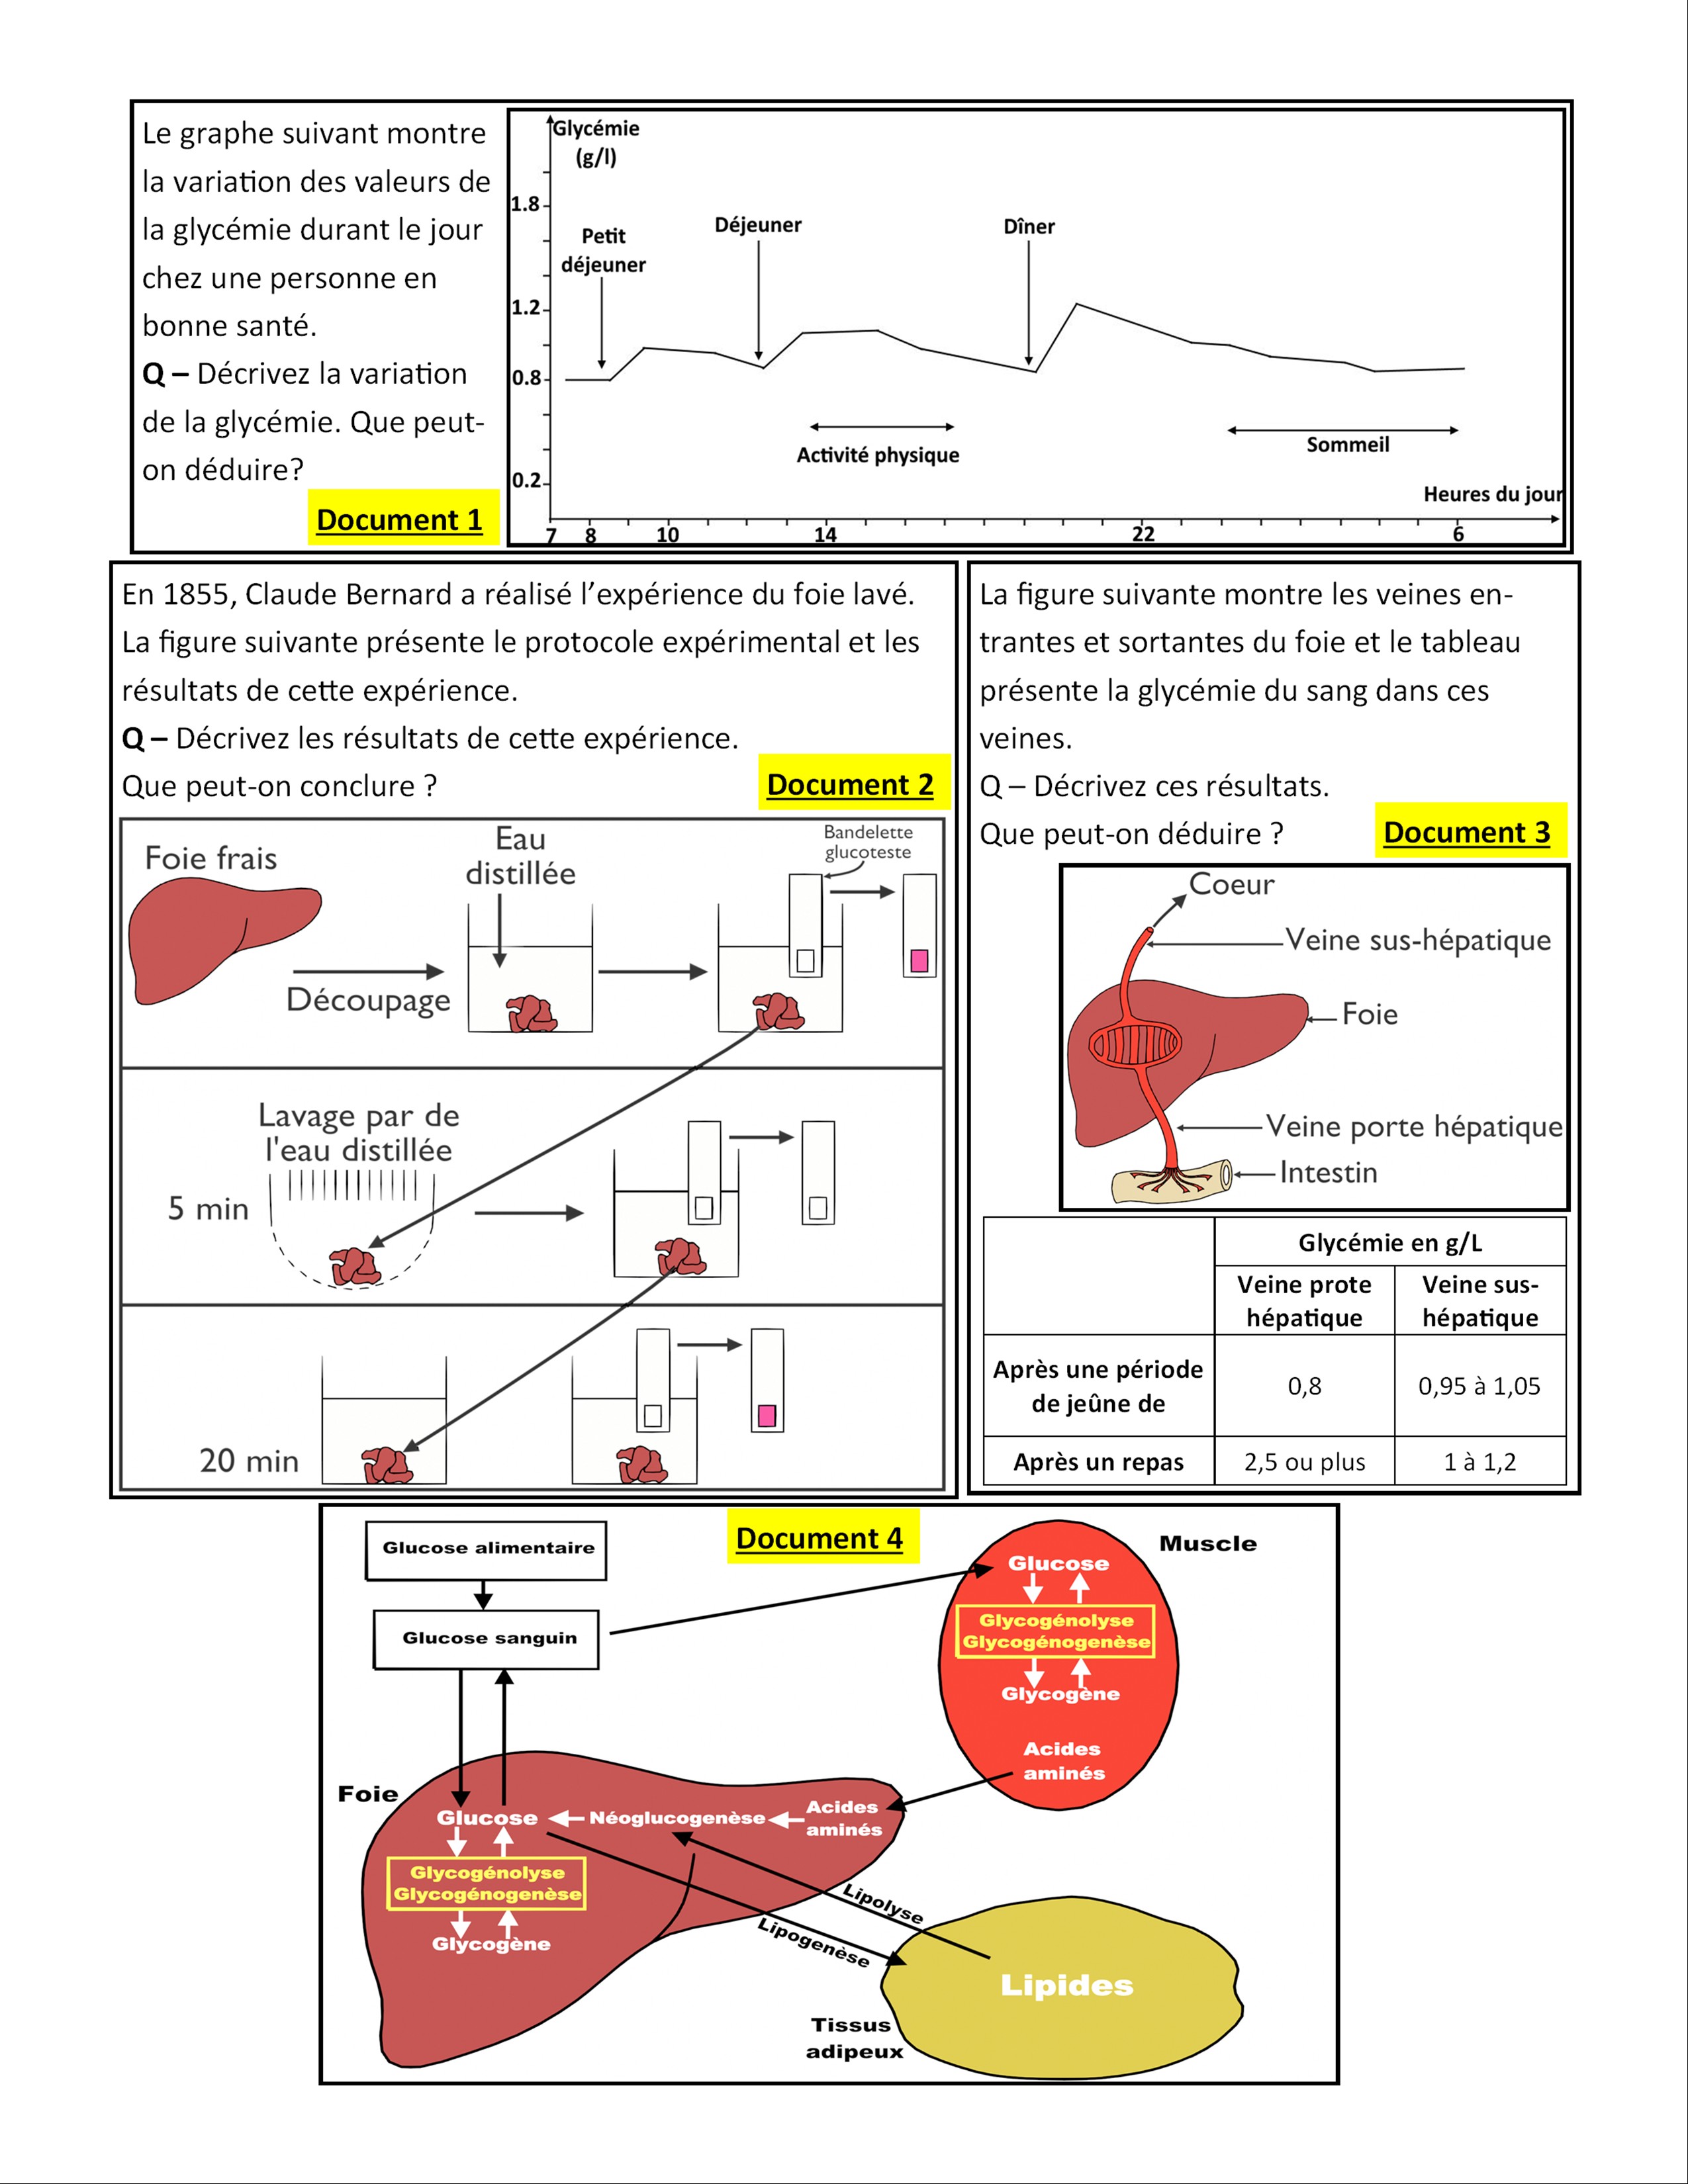 Le graphe suivant montre
la variation des valeurs de
la glycémie durant le jour
chez une personne en
bonne santé.
Q – Décrivez la variation
de la glycémie. Que peut-
on déduire?
Document 1
Glycémie
(g/l)
1.8
1.2
0.8
0.2
Petit
déjeuner
Déjeuner
Dîner
Activité physique
Sommeil
Heures du jour
7 8 10 14 22 6
En 1855, Claude Bernard a réalisé l’expérience du foie lavé.
La figure suivante présente le protocole expérimental et les
résultats de cette expérience.
Q – Décrivez les résultats de cette expérience.
Que peut-on conclure ?
Document 2
Foie frais
Découpage
Eau
distillée
Bandelette
glucoteste
Lavage par de
l'eau distillée
5 min
20 min
La figure suivante montre les veines en-
trantes et sortantes du foie et le tableau
présente la glycémie du sang dans ces
veines.
Q – Décrivez ces résultats.
Que peut-on déduire ?
Document 3
Coeur
Veine sus-hépatique
Foie
Veine porte hépatique
Intestin
Glycémie en g/L
Veine prote
hépatique
Veine sus-
hépatique
Après une période
de jeûne de
0,8
0,95 à 1,05
Après un repas
2,5 ou plus
1 à 1,2
Document 4
Glucose alimentaire
Glucose sanguin
Muscle
Glucose
Glycogénolyse
Glycogénogenèse
Glycogène
Acides
aminés
Foie
Glucose
Néoglucogenèse
Acides
aminés
Glycogénolyse
Glycogénogenèse
Glycogène
Lipolyse
Lipogenèse
Lipides
Tissus
adipeux